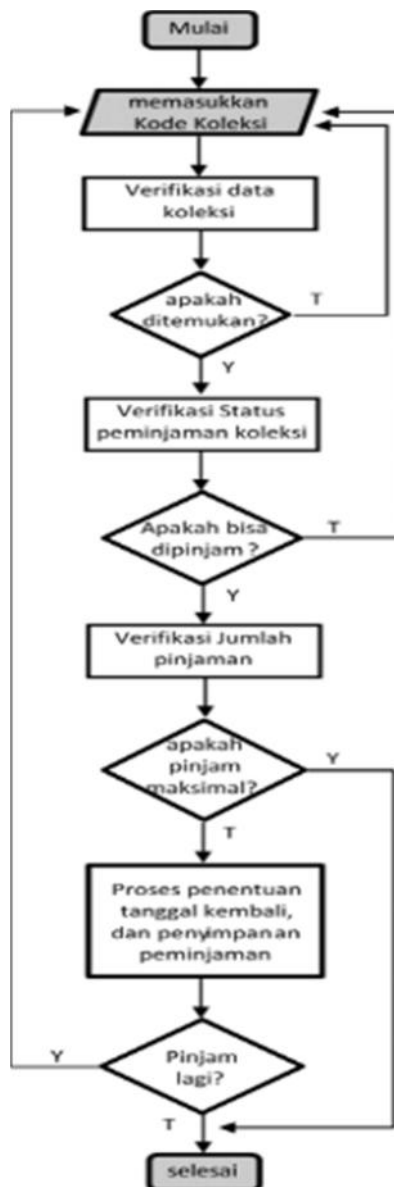 Mulai
memasukkan
Kode Koleksi
Verifikasi data
koleksi
apakah
ditemukan?
T
Y
Verifikasi Status
peminjaman koleksi
Apakah bisa
dipinjam ?
T
Y
Verifikasi Jumlah
pinjaman
apakah
pinjam
maksimal?
Y
T
Proses penentuan
tanggal kembali,
dan penyimpanan
peminjaman
Pinjam
lagi?
Y
T
selesai